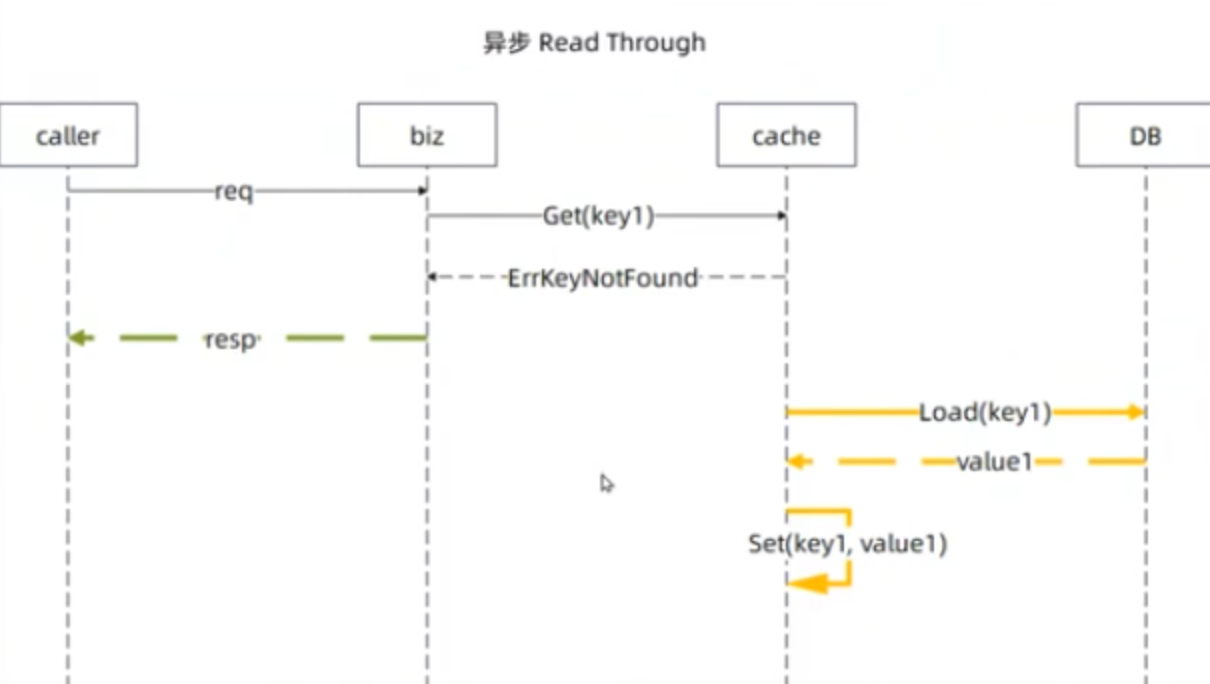 异步 Read Through
caller
biz
cache
DB
req
Get(key1)
ErrKeyNotFound
resp
Load(key1)
value1
Set(key1, value1)